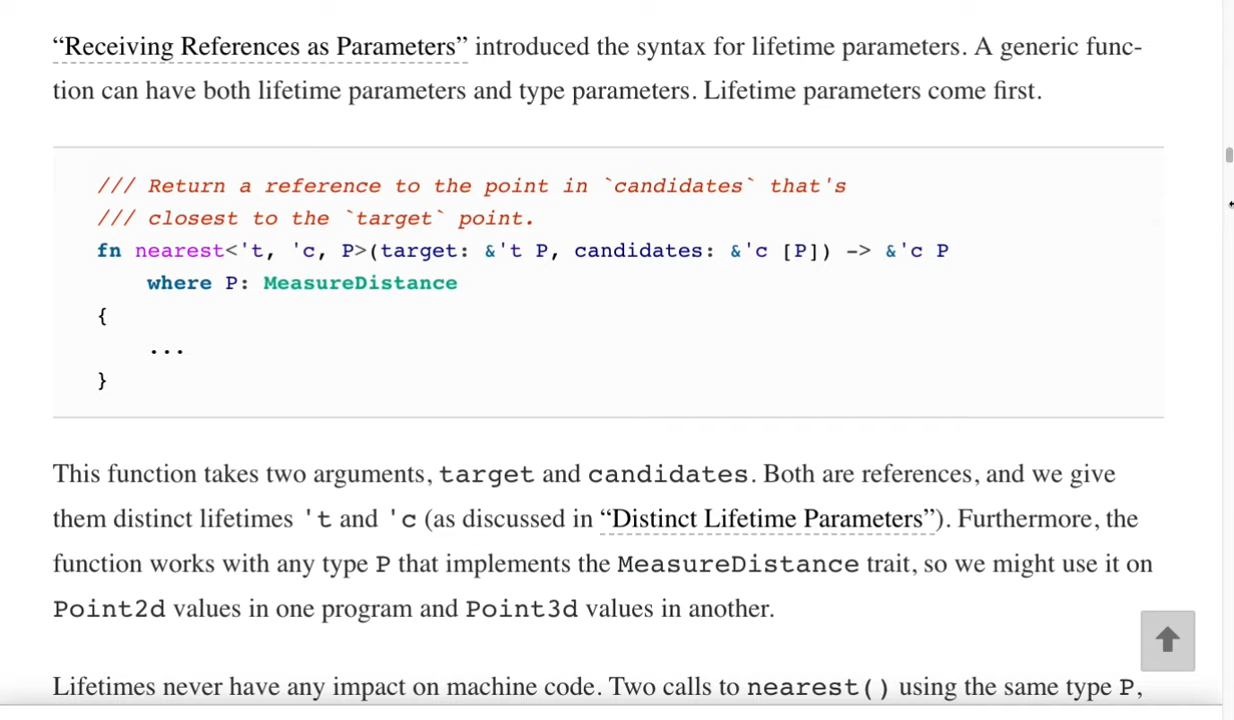 “Receiving References as Parameters” introduced the syntax for lifetime parameters. A generic func-
tion can have both lifetime parameters and type parameters. Lifetime parameters come first.
/// Return a reference to the point in `candidates` that's
/// closest to the `target` point.
fn nearest<'t, 'c, P>(target: &'t P, candidates: &'c [P]) -> &'c P
    where P: MeasureDistance
{
    ...
}
This function takes two arguments, target and candidates. Both are references, and we give
them distinct lifetimes 't and 'c (as discussed in “Distinct Lifetime Parameters”). Furthermore, the
function works with any type P that implements the MeasureDistance trait, so we might use it on
Point2d values in one program and Point3d values in another.
Lifetimes never have any impact on machine code. Two calls to nearest() using the same type P,